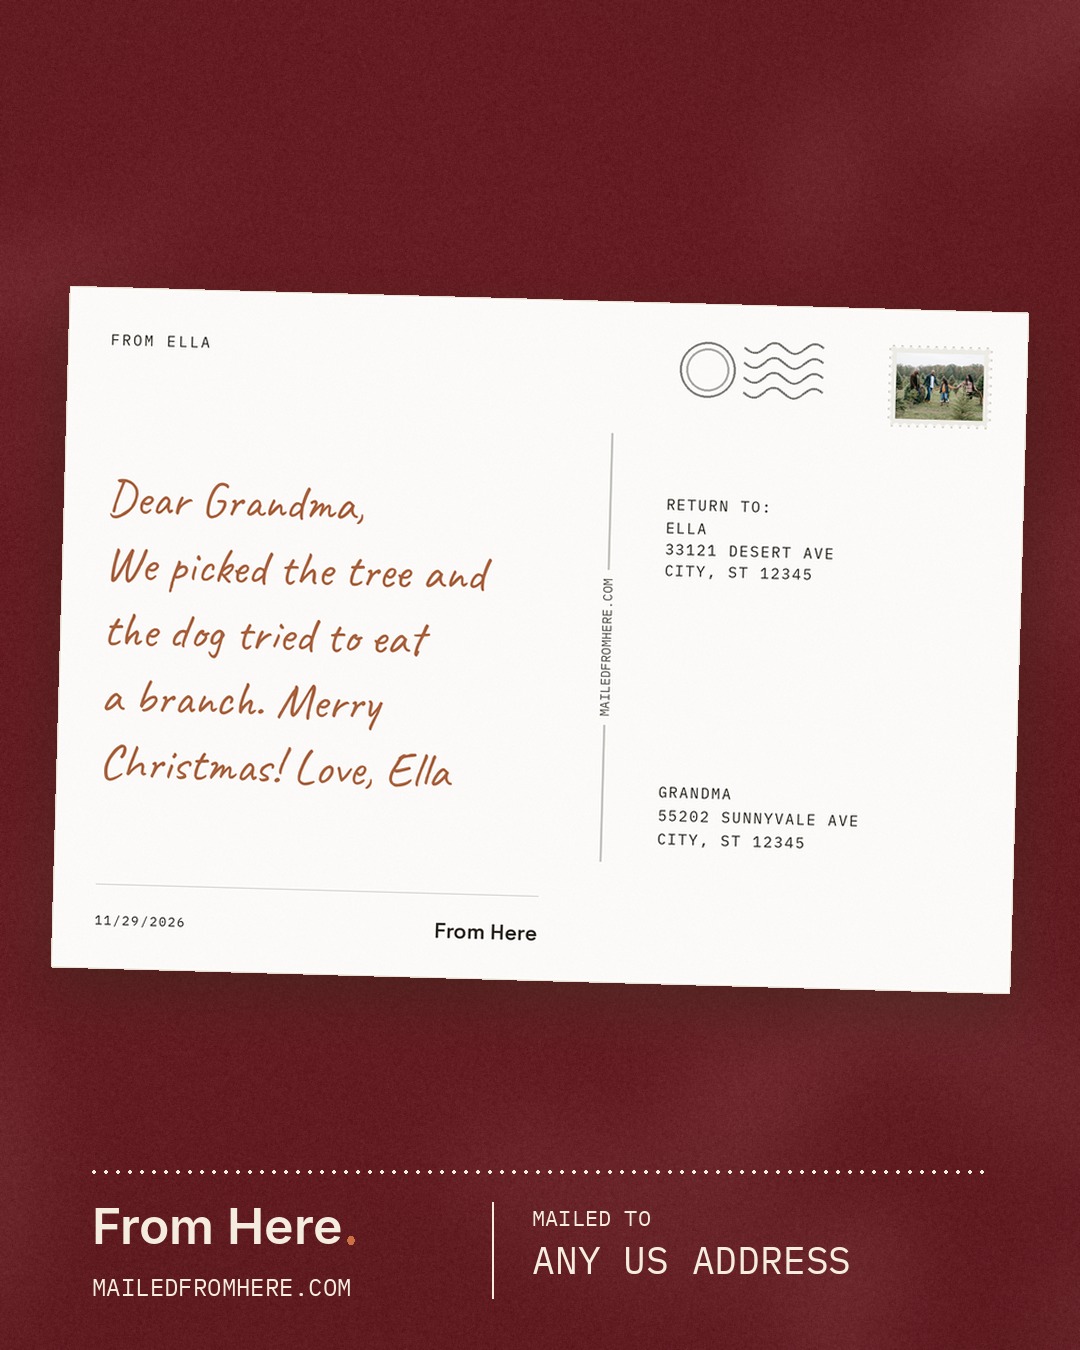 FROM ELLA
Dear Grandma,
We picked the tree and
the dog tried to eat
a branch. Merry
Christmas! Love, Ella
11/29/2026
From Here
MAILEDFROMHERE.COM
RETURN TO:
ELLA
33121 DESERT AVE
CITY, ST 12345
GRANDMA
55202 SUNNYVALE AVE
CITY, ST 12345
From Here.
MAILEDFROMHERE.COM
MAILED TO
ANY US ADDRESS